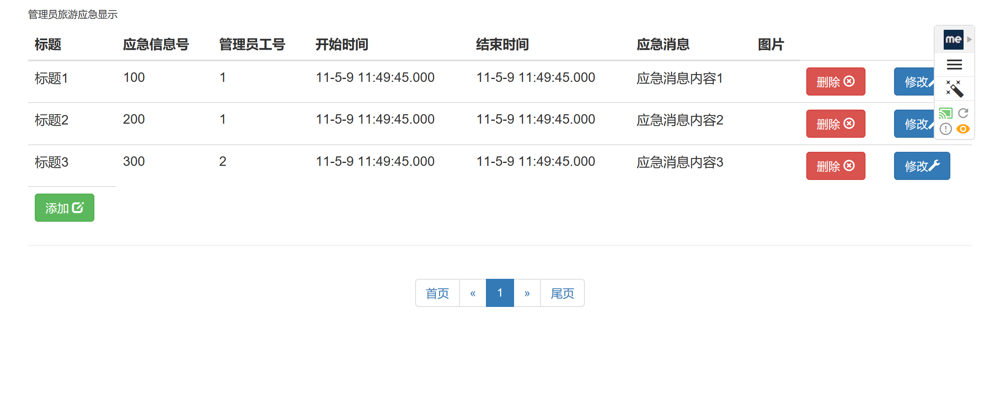 管理员旅游应急显示
标题 应急信息号 管理员工号 开始时间 结束时间 应急消息 图片
me
标题1 100 1 11-5-9 11:49:45.000 11-5-9 11:49:45.000 应急消息内容1 删除 修改
标题2 200 1 11-5-9 11:49:45.000 11-5-9 11:49:45.000 应急消息内容2 删除 修改
标题3 300 2 11-5-9 11:49:45.000 11-5-9 11:49:45.000 应急消息内容3 删除 修改
添加
首页 « 1 » 尾页